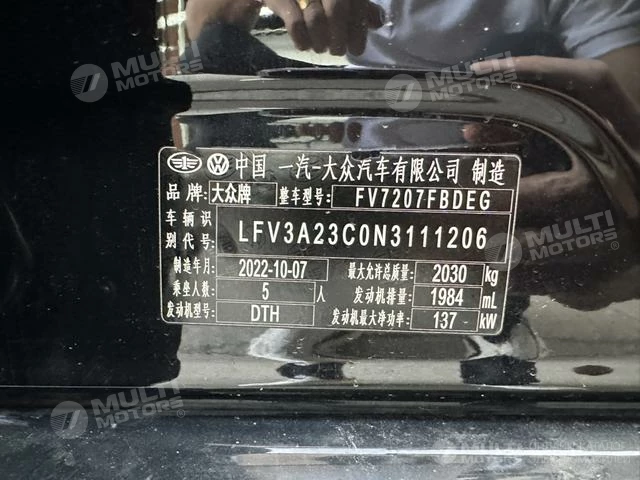 中国 一汽-大众汽车有限公司 制造
品牌: 大众牌 整车型号: FV7207FBDEG
车辆识别代号: LFV3A23C0N3111206
制造年月: 2022-10-07 最大允许总质量: 2030 kg
乘坐人数: 5 人 发动机排量: 1984 mL
发动机型号: DTH 发动机最大净功率: 137 kW
MULTI MOTORS
MULTI MOTORS
MULTI MOTORS
MULTI MOTORS
MULTI MOTORS